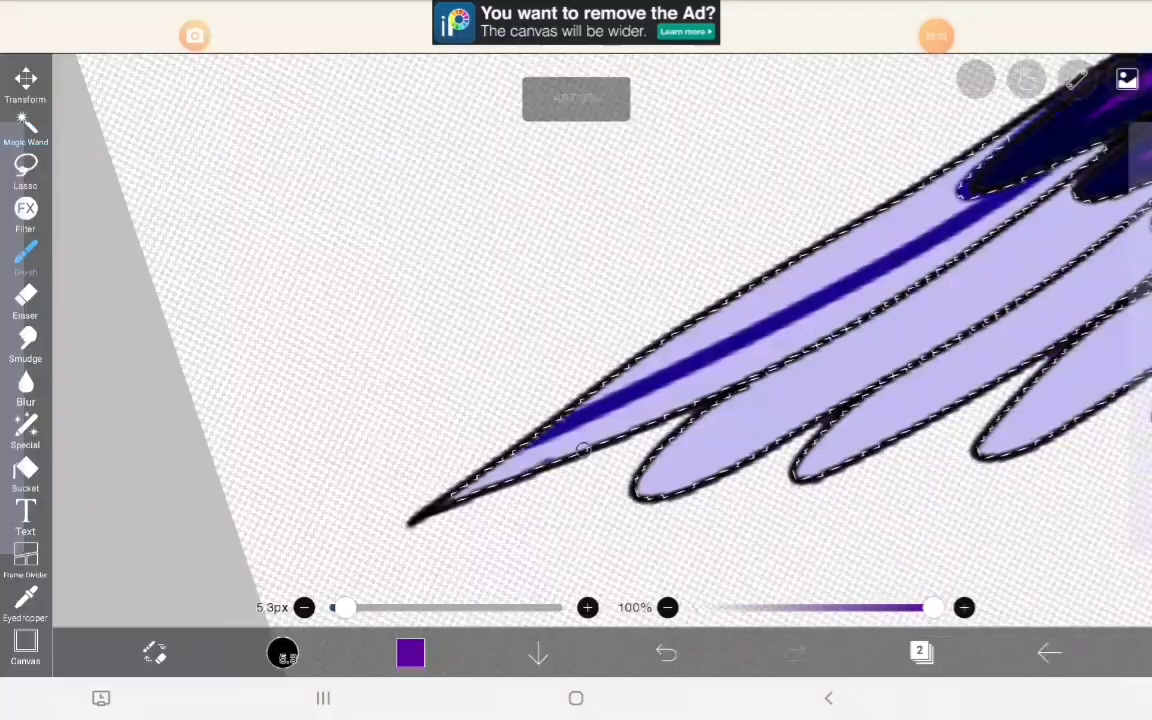 You want to remove the Ad?
The canvas will be wider.
Learn more
Transform
Magic Wand
Lasso
FX
Filter
Brush
Eraser
Smudge
Blur
Special
Bucket
T
Text
Frame Divider
Eyedropper
Canvas
5.3px
100%
2